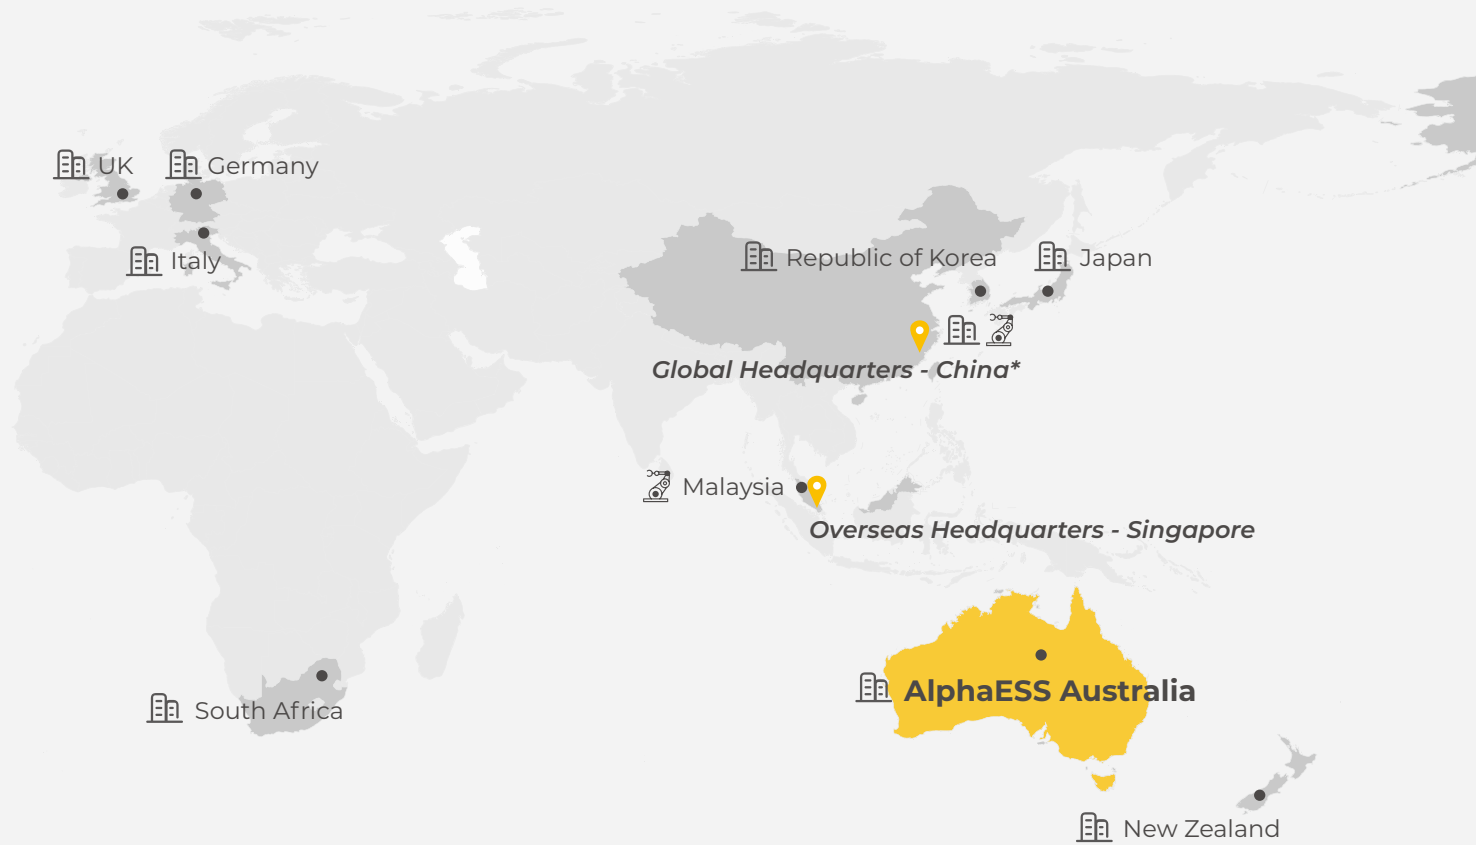 UK
Germany
Italy
Republic of Korea
Japan
Global Headquarters - China*
Malaysia
Overseas Headquarters - Singapore
AlphaESS Australia
South Africa
New Zealand